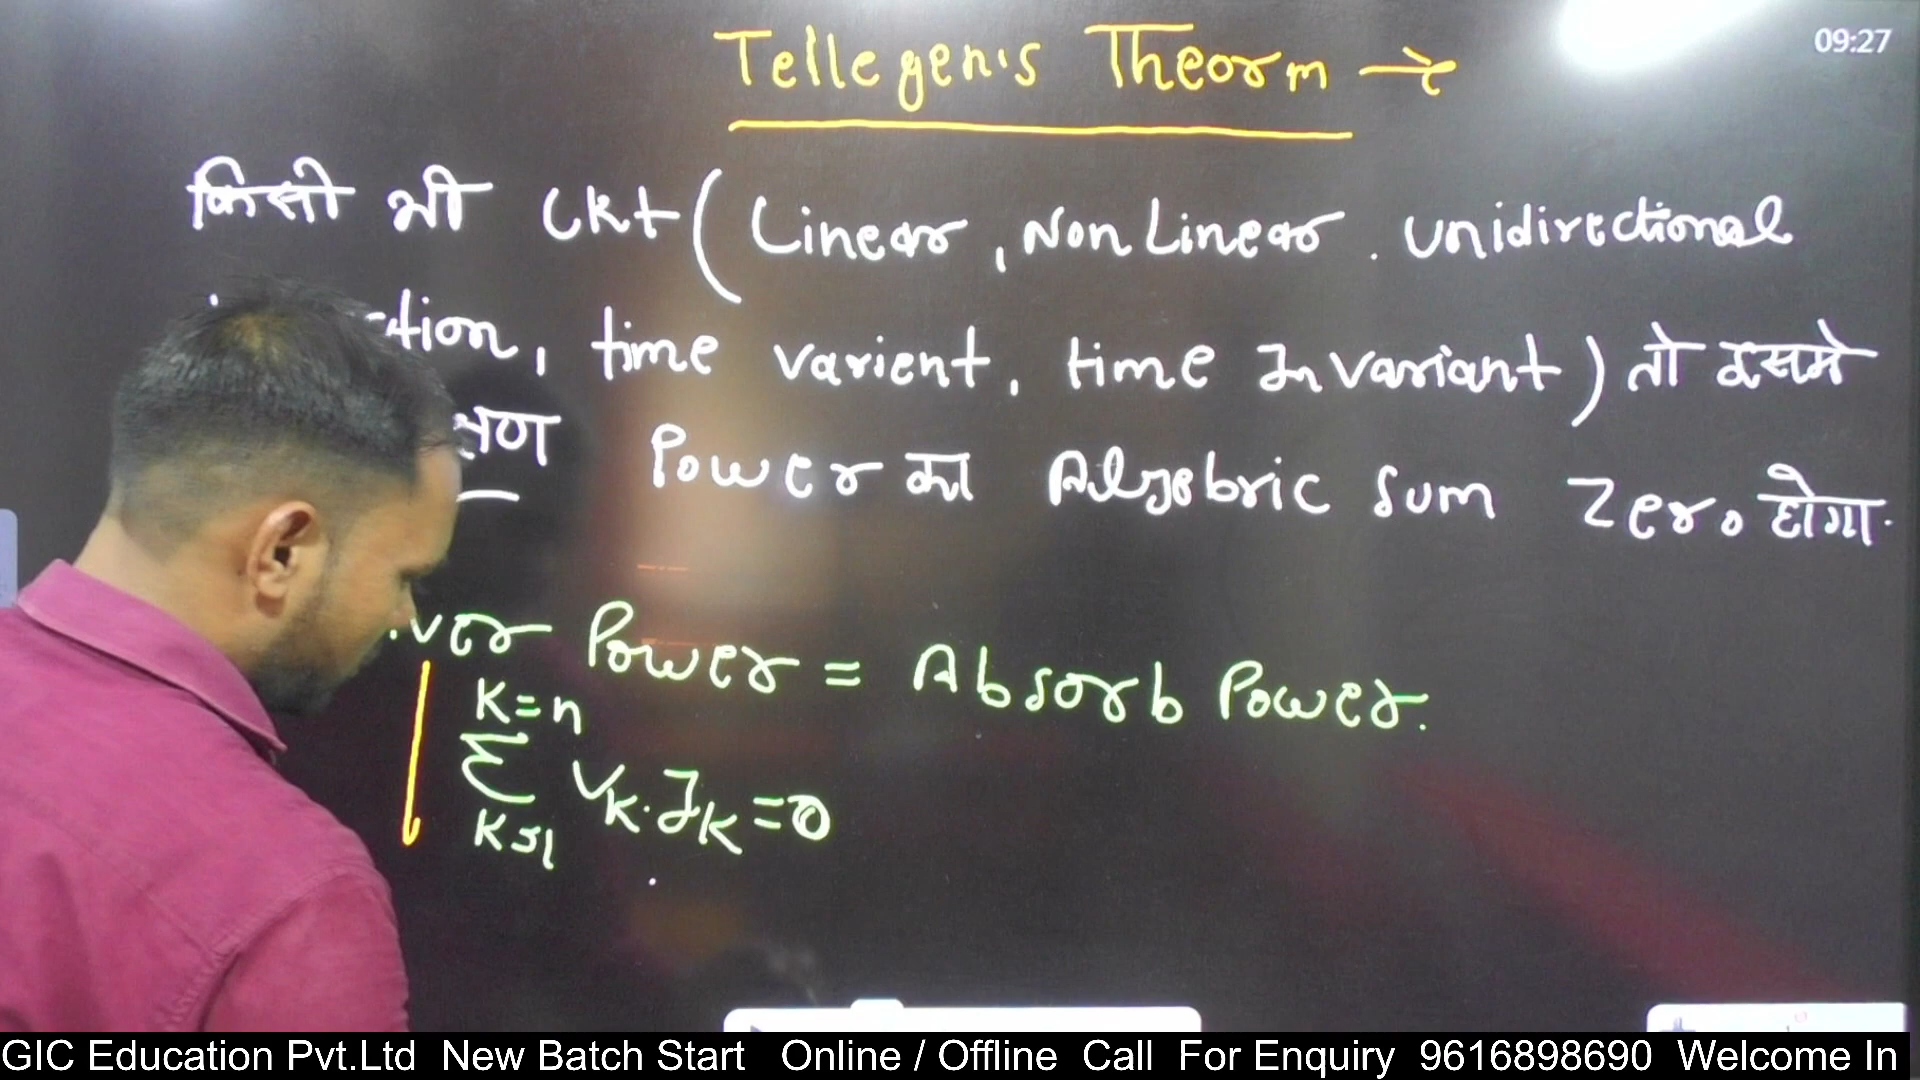 Tellegen's Theorm →
09:27
किसी भी Ckt ( Linear , Non Linear . unidirectional
tion, time varient, time Invariant ) तो इसमे
क्षण Power का Algebric sum Zero होगा.
ver Power = Absorb Power.
K=n
Σ VK.IK=0
K=1
GIC Education Pvt.Ltd New Batch Start Online / Offline Call For Enquiry 9616898690 Welcome In